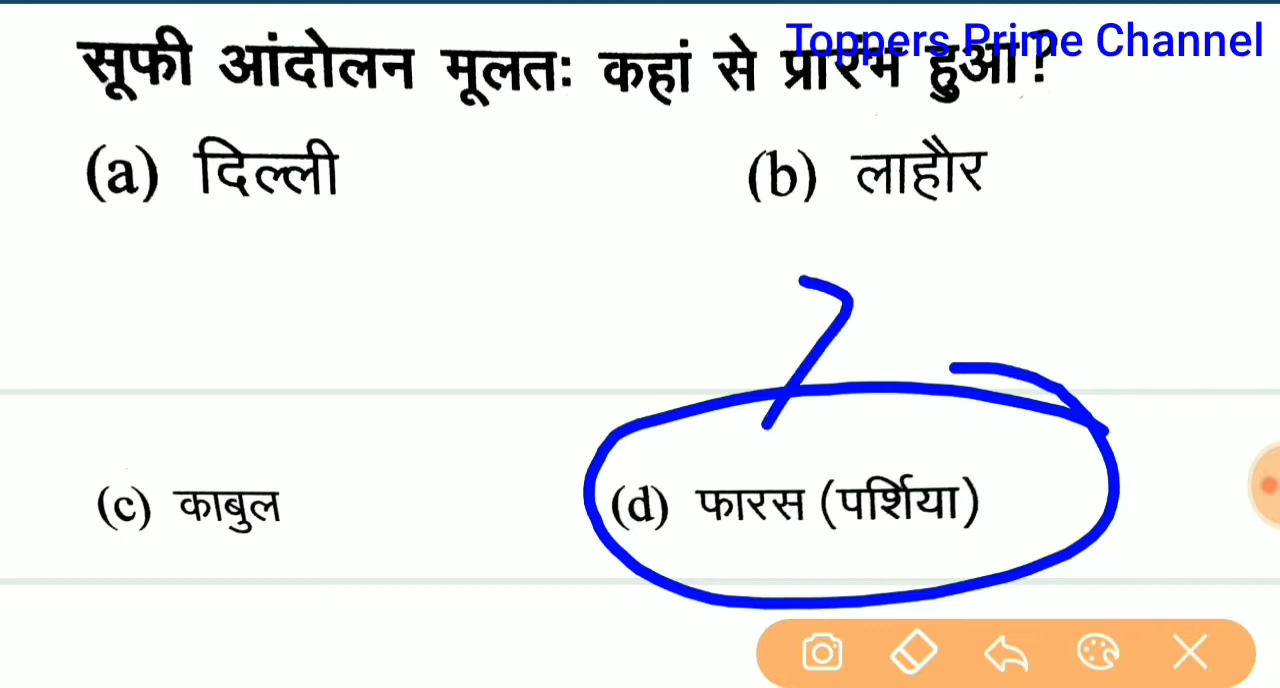 Toppers Prime Channel
सूफी आंदोलन मूलतः कहां से प्रारंभ हुआ?
(a) दिल्ली
(b) लाहौर
(c) काबुल
(d) फारस (पर्शिया)